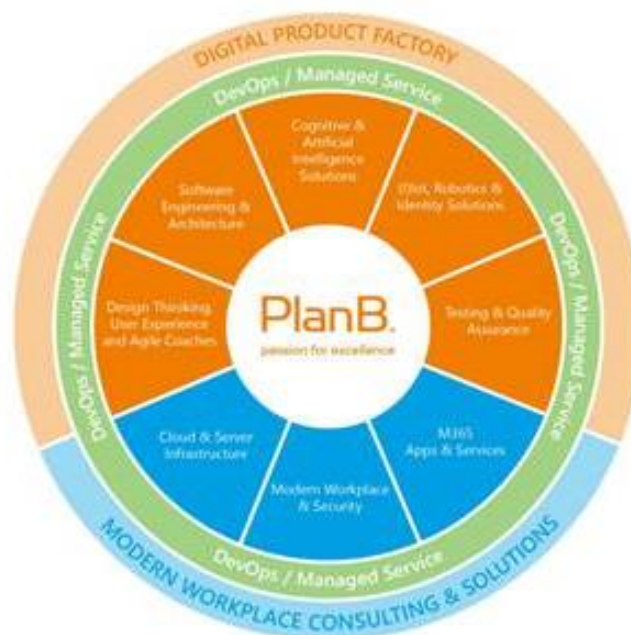 DIGITAL PRODUCT FACTORY
DevOps / Managed Service
Cognitive &
Artificial
Intelligence
Solutions
Software
Engineering &
Architecture
(I)IoT, Robotics &
Identity Solutions
DevOps / Managed Service
DevOps / Managed Service
Design Thinking,
User Experience
and Agile Coaches
PlanB.
passion for excellence
Testing & Quality
Assurance
Cloud & Server
Infrastructure
M365
Apps & Services
Modern Workplace
& Security
DevOps / Managed Service
MODERN WORKPLACE CONSULTING & SOLUTIONS